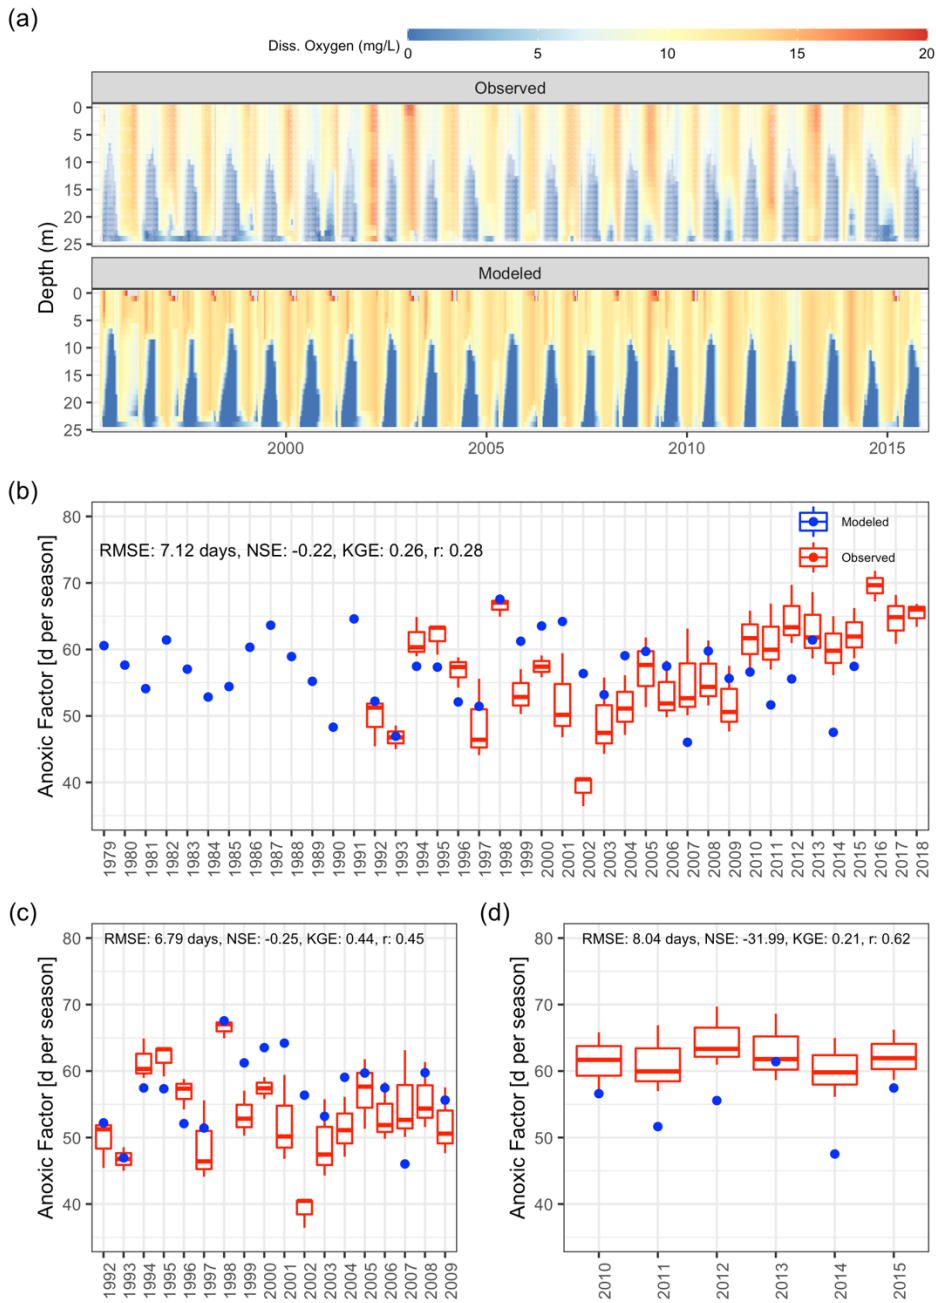 (a)
Diss. Oxygen (mg/L)
0 5 10 15 20
Observed
0
5
10
15
20
25
Depth (m)
Modeled
0
5
10
15
20
25
2000 2005 2010 2015
(b)
80
70
60
50
40
Anoxic Factor [d per season]
RMSE: 7.12 days, NSE: -0.22, KGE: 0.26, r: 0.28
Modeled
Observed
1979 1980 1981 1982 1983 1984 1985 1986 1987 1988 1989 1990 1991 1992 1993 1994 1995 1996 1997 1998 1999 2000 2001 2002 2003 2004 2005 2006 2007 2008 2009 2010 2011 2012 2013 2014 2015 2016 2017 2018
(c)
80
70
60
50
40
Anoxic Factor [d per season]
RMSE: 6.79 days, NSE: -0.25, KGE: 0.44, r: 0.45
1992 1993 1994 1995 1996 1997 1998 1999 2000 2001 2002 2003 2004 2005 2006 2007 2008 2009
(d)
80
70
60
50
40
Anoxic Factor [d per season]
RMSE: 8.04 days, NSE: -31.99, KGE: 0.21, r: 0.62
2010 2011 2012 2013 2014 2015